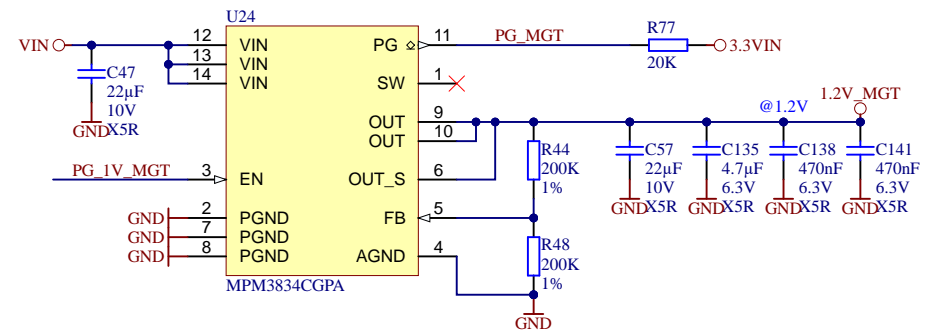 U24
VIN
12
VIN
PG
11
PG_MGT
R77
20K
3.3VIN
13
VIN
14
VIN
SW
1
C47
22µF
10V
X5R
GND
OUT
9
OUT
10
@1.2V
1.2V_MGT
PG_1V_MGT
3
EN
OUT_S
6
R44
200K
1%
C57
22µF
10V
X5R
GND
C135
4.7µF
6.3V
X5R
GND
C138
470nF
6.3V
X5R
GND
C141
470nF
6.3V
X5R
GND
GND
2
PGND
FB
5
GND
7
PGND
GND
8
PGND
AGND
4
R48
200K
1%
MPM3834CGPA
GND